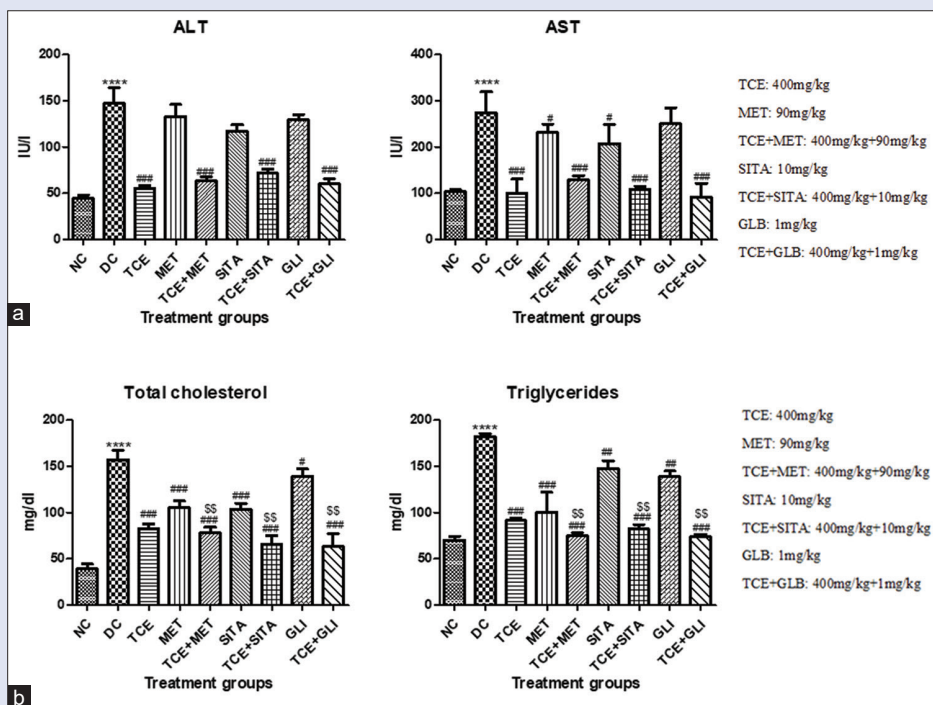 ALT
200
150
100
50
0
IU/l
****
###
###
###
###
NC
DC
TCE
MET
TCE+MET
SITA
TCE+SITA
GLI
TCE+GLI
Treatment groups
AST
400
300
200
100
0
IU/l
****
###
#
###
#
###
###
NC
DC
TCE
MET
TCE+MET
SITA
TCE+SITA
GLI
TCE+GLI
Treatment groups
TCE: 400mg/kg
MET: 90mg/kg
TCE+MET: 400mg/kg+90mg/kg
SITA: 10mg/kg
TCE+SITA: 400mg/kg+10mg/kg
GLB: 1mg/kg
TCE+GLB: 400mg/kg+1mg/kg
a
Total cholesterol
200
150
100
50
0
mg/dl
****
###
###
$$
###
###
$$
###
#
$$
###
NC
DC
TCE
MET
TCE+MET
SITA
TCE+SITA
GLI
TCE+GLI
Treatment groups
Triglycerides
200
150
100
50
0
mg/dl
****
###
###
$$
###
##
$$
###
##
$$
###
NC
DC
TCE
MET
TCE+MET
SITA
TCE+SITA
GLI
TCE+GLI
Treatment groups
TCE: 400mg/kg
MET: 90mg/kg
TCE+MET: 400mg/kg+90mg/kg
SITA: 10mg/kg
TCE+SITA: 400mg/kg+10mg/kg
GLB: 1mg/kg
TCE+GLB: 400mg/kg+1mg/kg
b